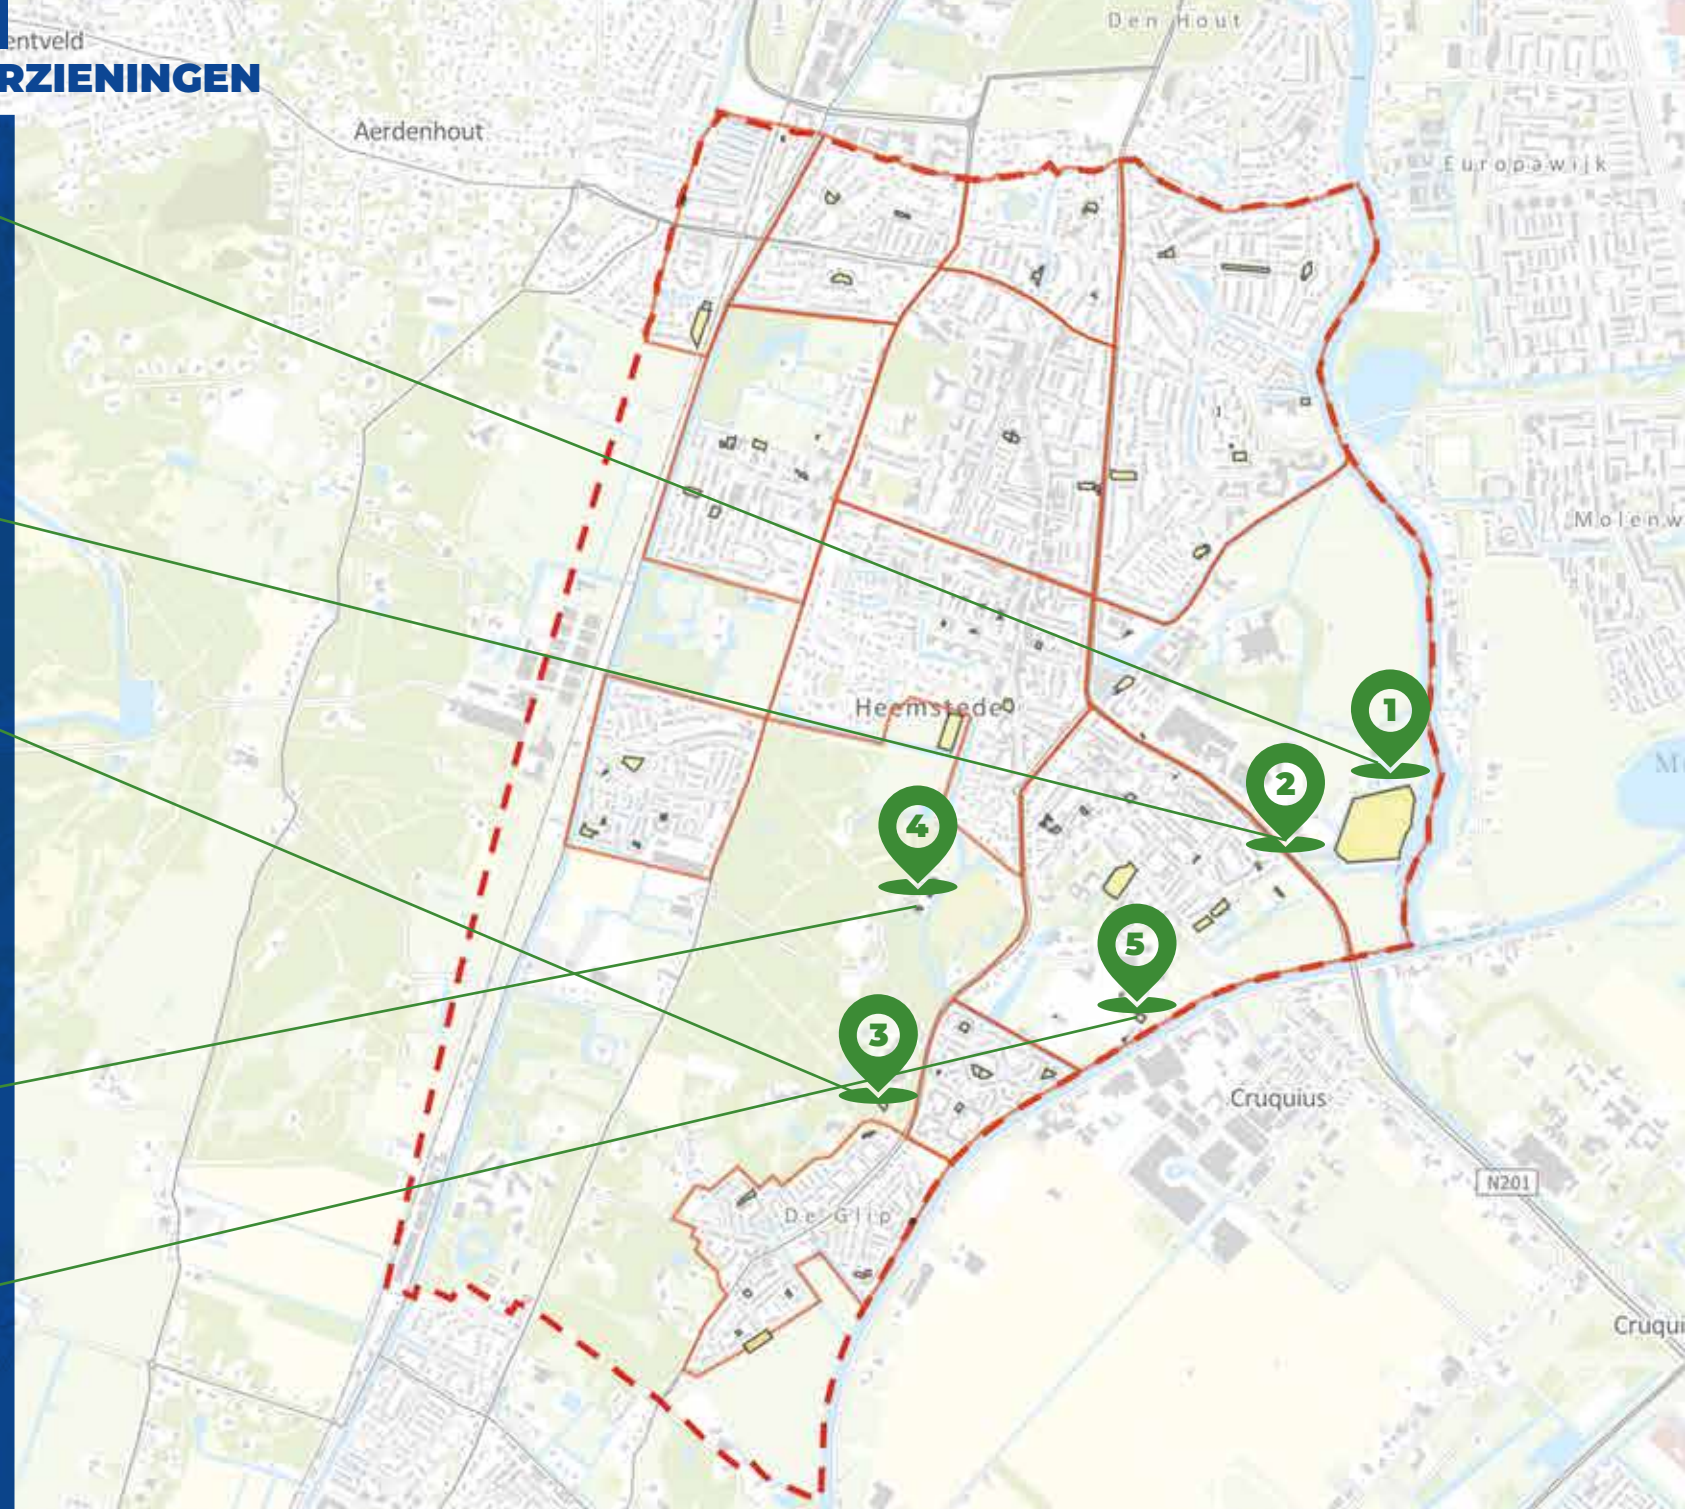 Den Hout
entveld
RZIENINGEN
Aerdenhout
Europawijk
Molenw
Heemstede
1
2
4
5
3
Cruquius
N201
De Glip
Cruqui